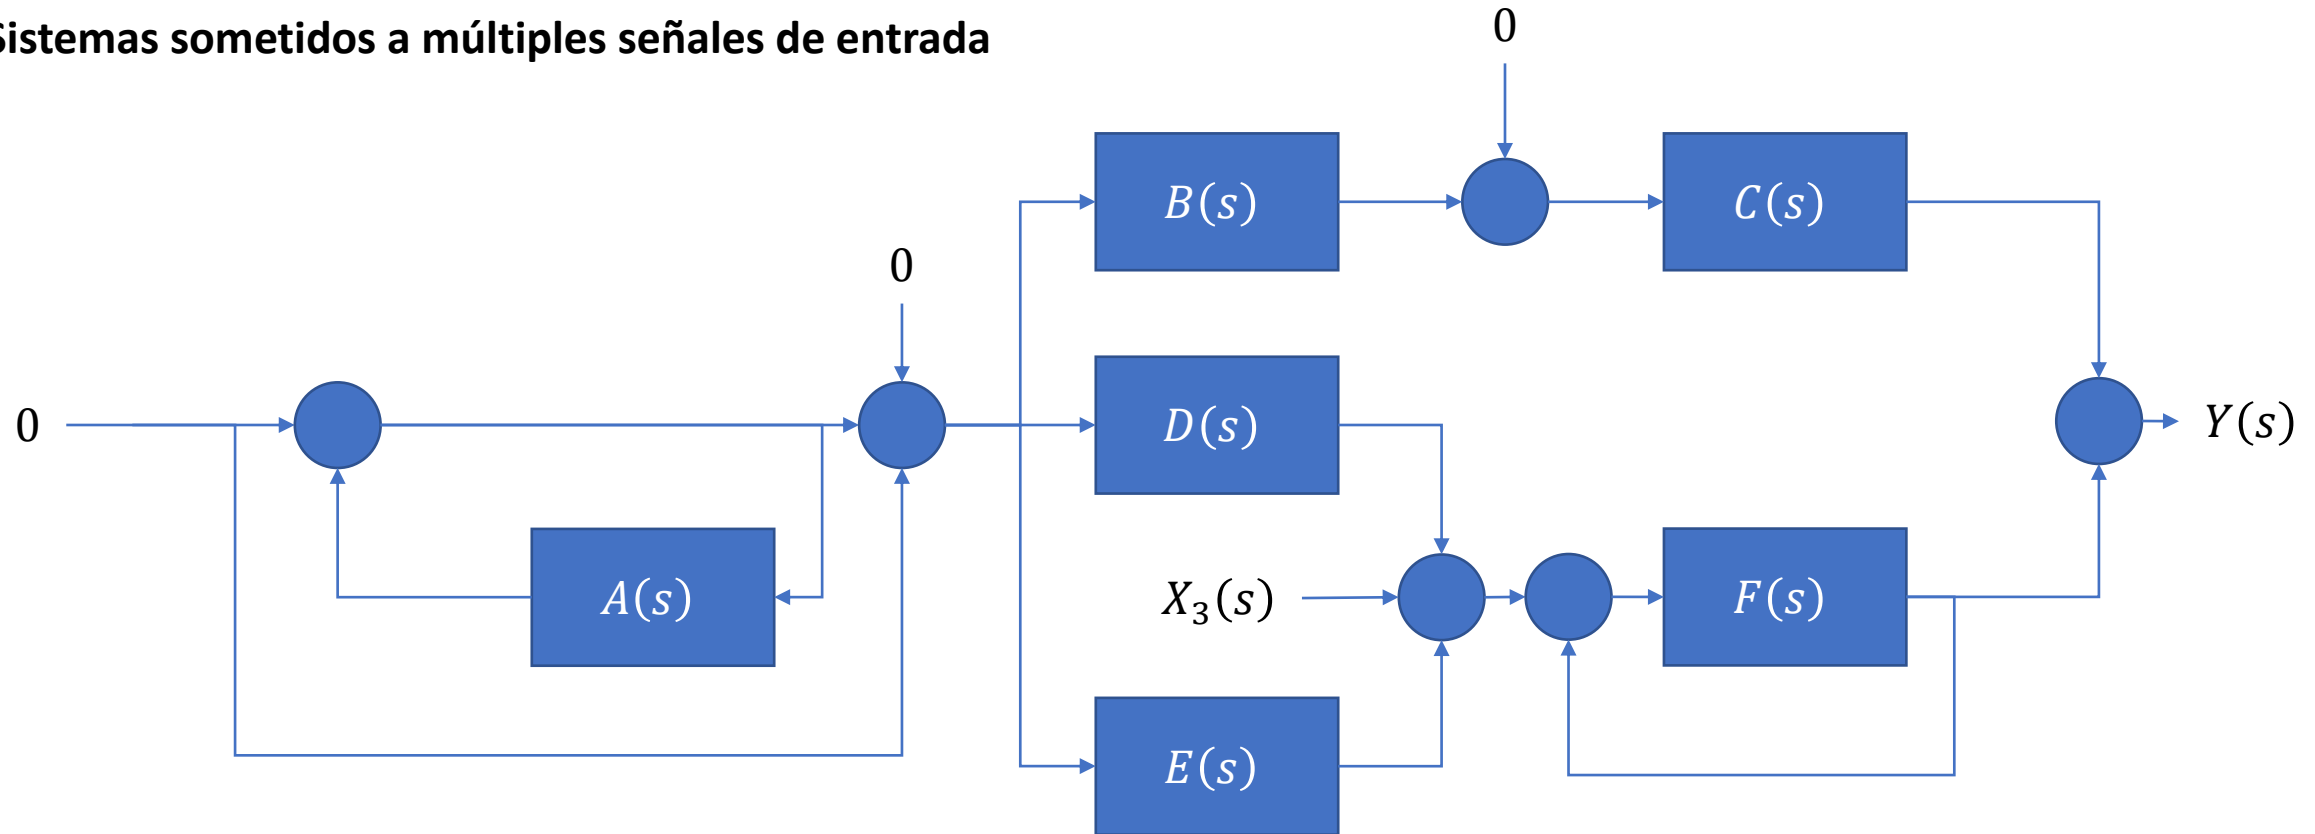 Sistemas sometidos a múltiples señales de entrada
0
B(s)
C(s)
0
0
D(s)
Y(s)
A(s)
X₃(s)
F(s)
E(s)